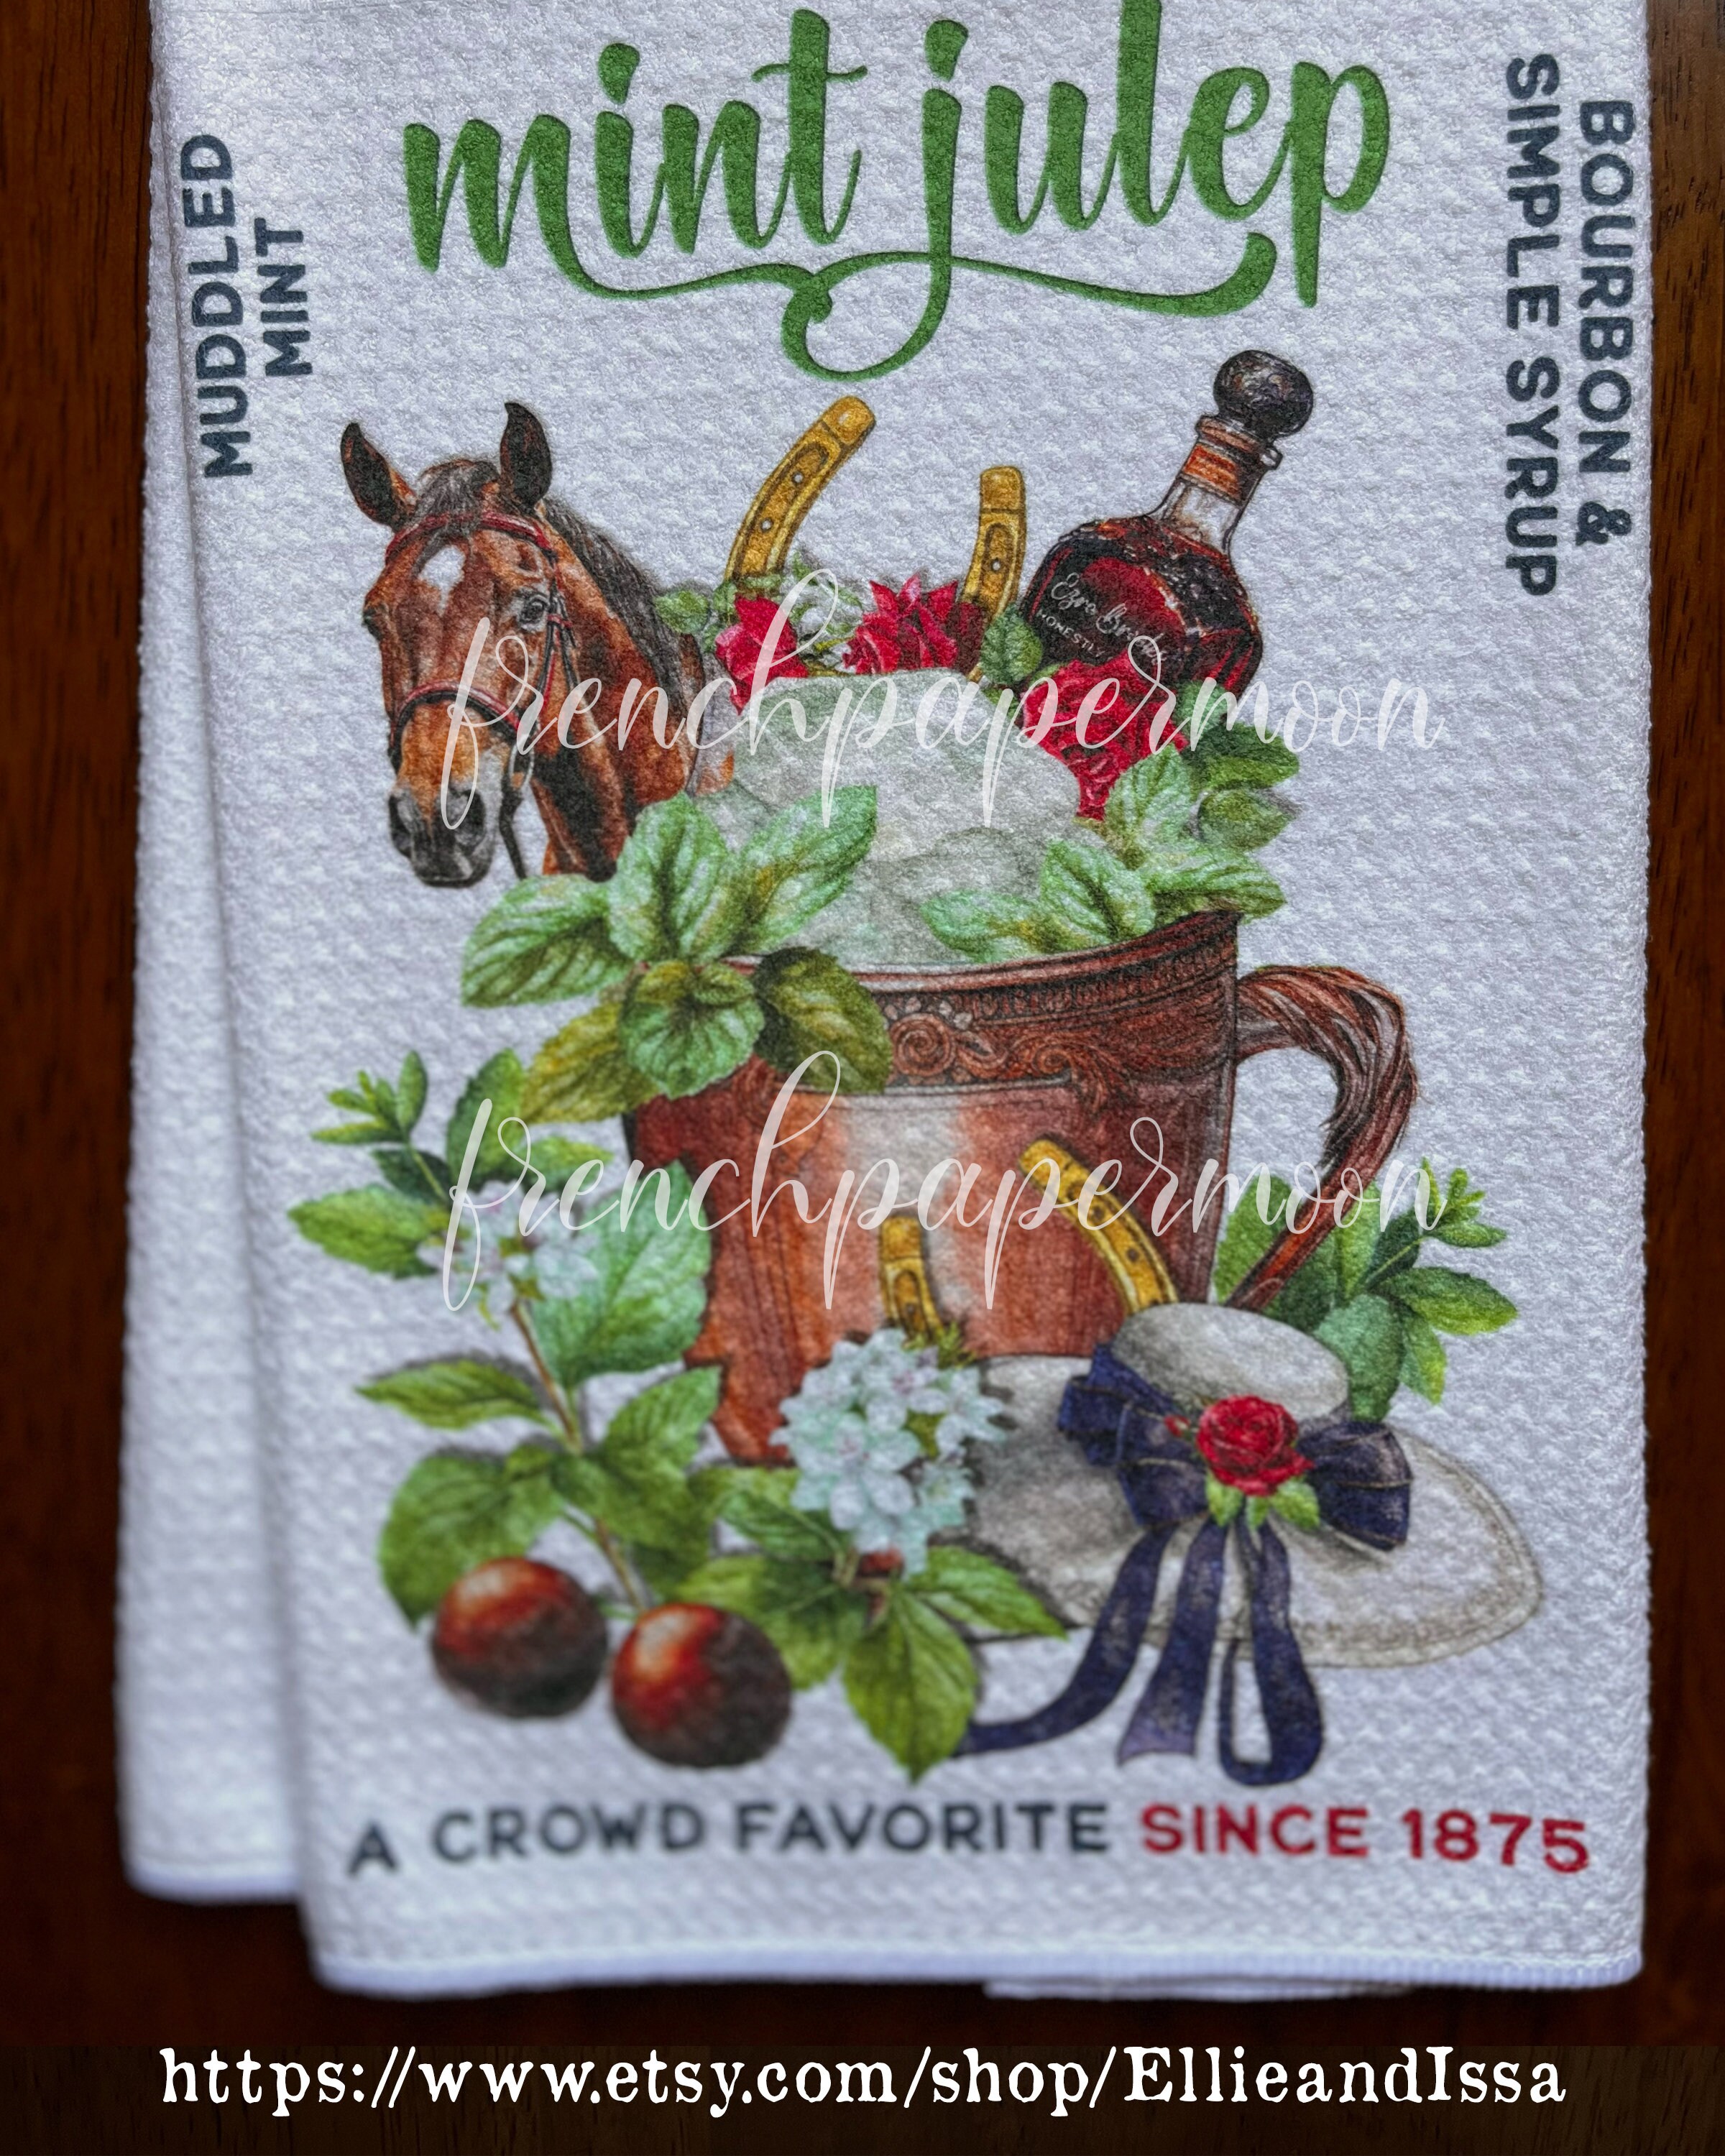 mint julep
MUDDLED
MINT
BOURBON &
SIMPLE SYRUP
HONESTLY
frenchpapermoon
frenchpapermoon
A CROWD FAVORITE SINCE 1875
https://www.etsy.com/shop/EllieandIssa